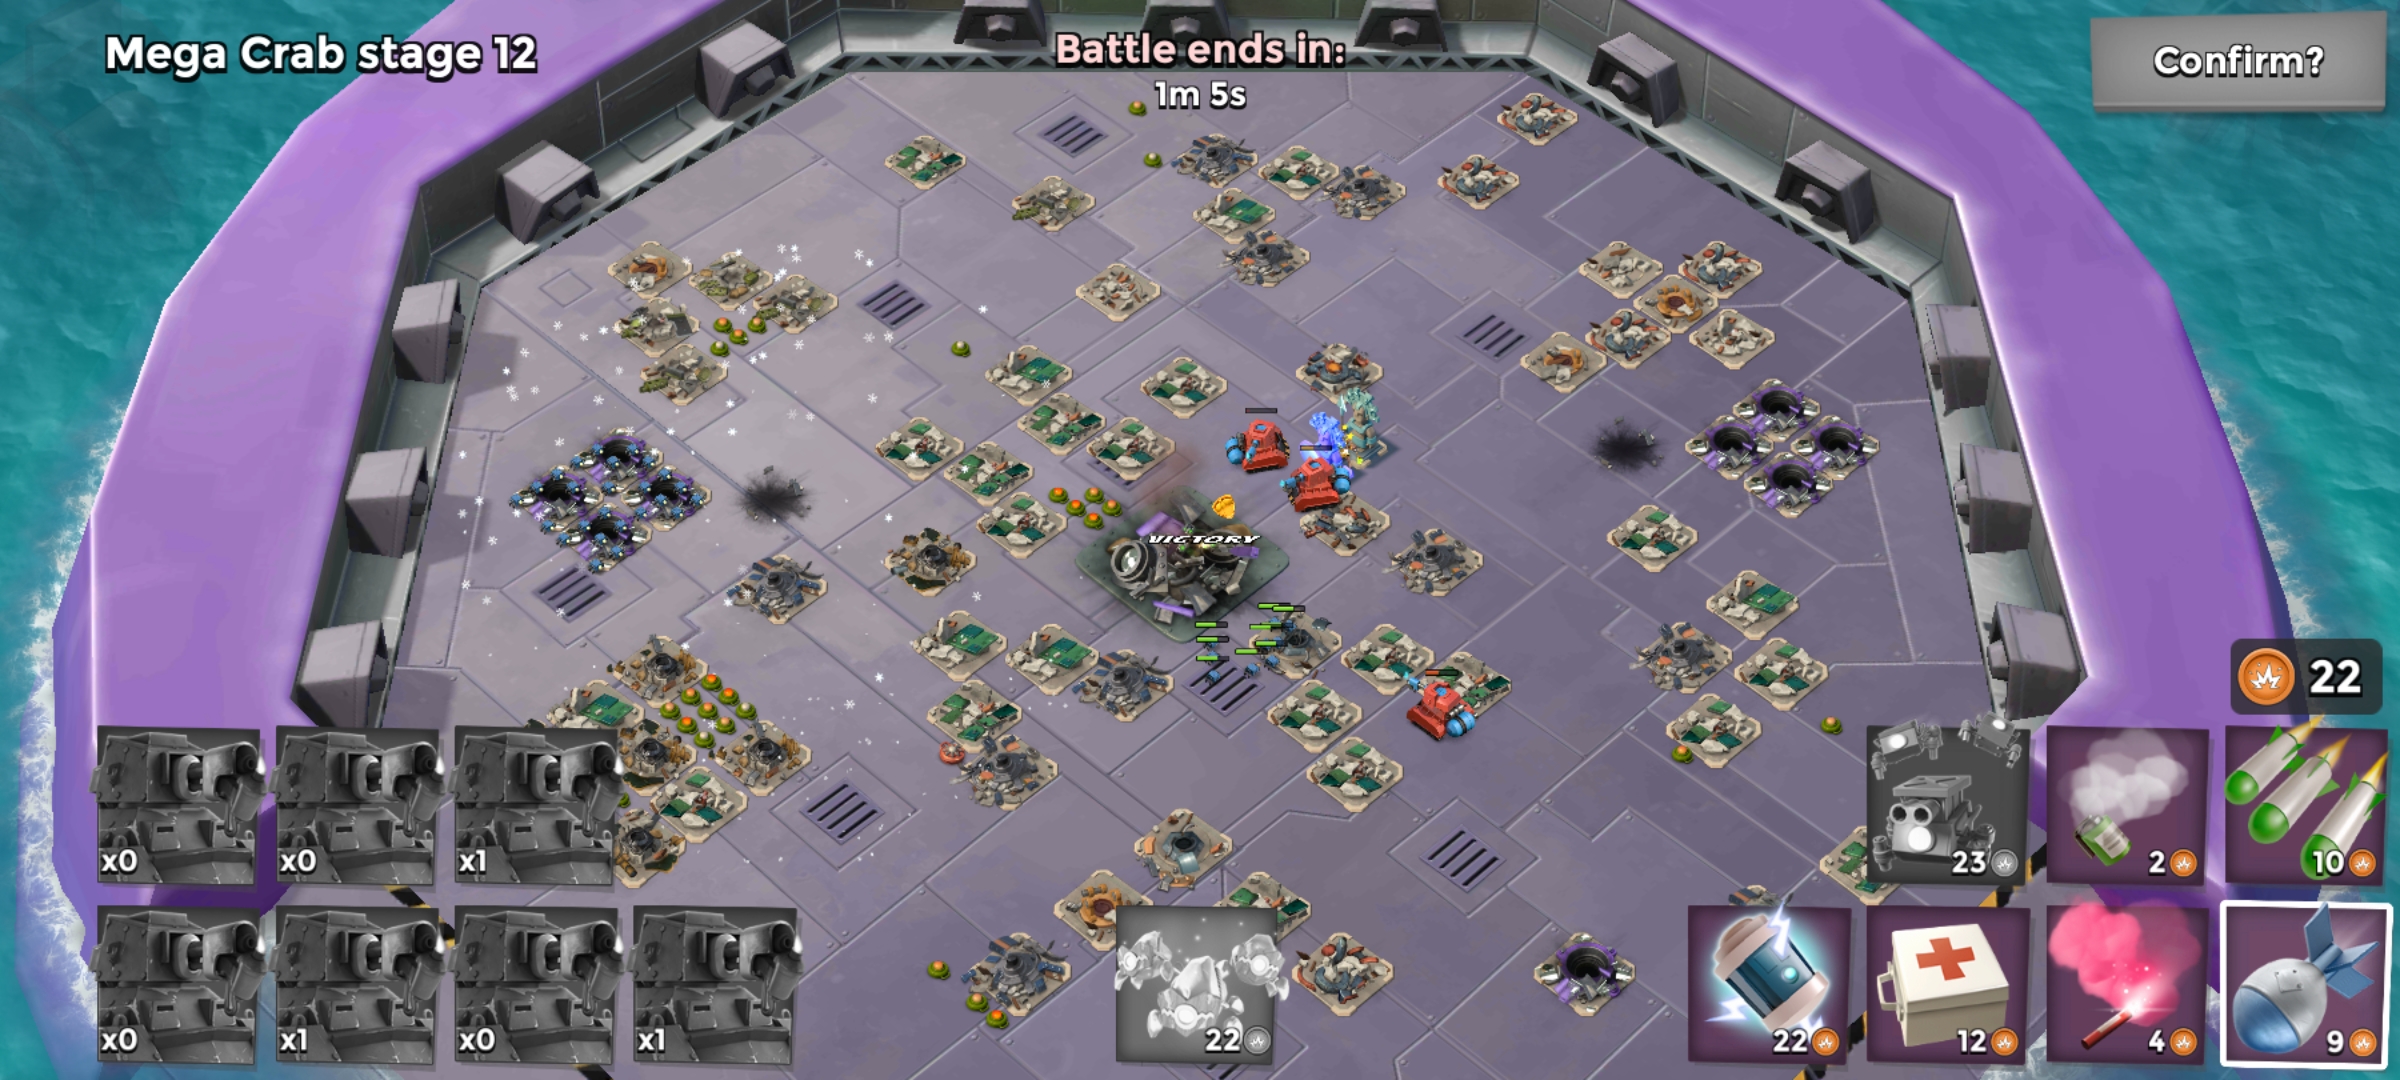 Mega Crab stage 12
Battle ends in:
1m 5s
Confirm?
VICTORY
22
x0
x0
x1
23
2
10
x0
x1
x0
x1
22
22
12
4
9